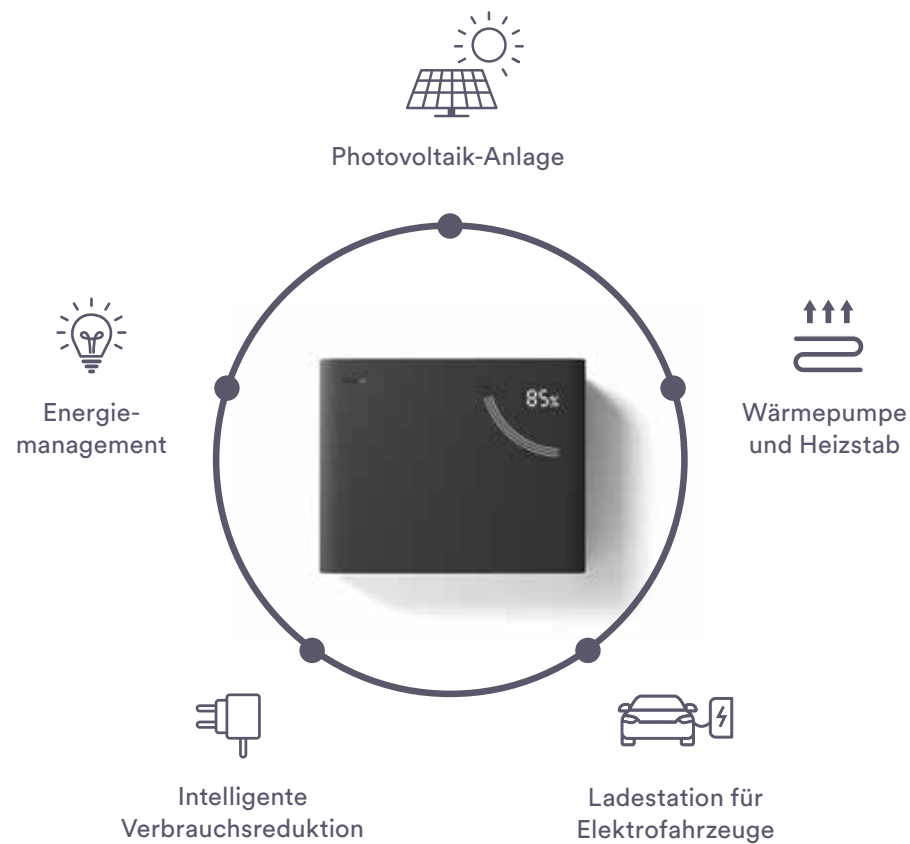 Photovoltaik-Anlage
Energie-
management
85%
Wärmepumpe
und Heizstab
Intelligente
Verbrauchsreduktion
Ladestation für
Elektrofahrzeuge